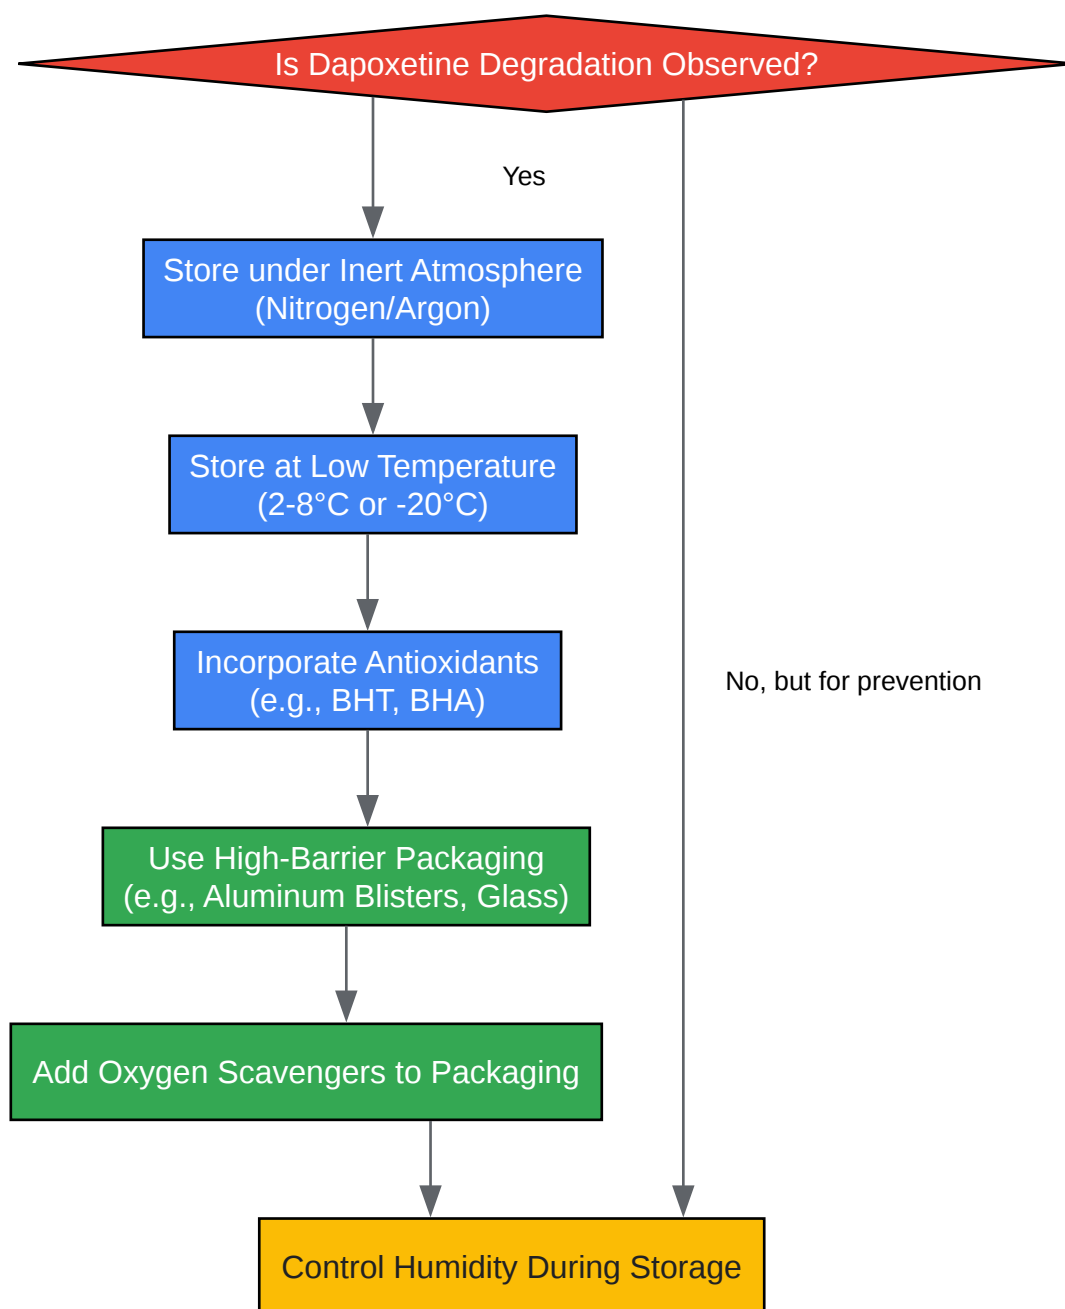 Is Dapoxetine Degradation Observed?
Yes
Store under Inert Atmosphere
(Nitrogen/Argon)
Store at Low Temperature
(2-8°C or -20°C)
Incorporate Antioxidants
(e.g., BHT, BHA)
No, but for prevention
Use High-Barrier Packaging
(e.g., Aluminum Blisters, Glass)
Add Oxygen Scavengers to Packaging
Control Humidity During Storage